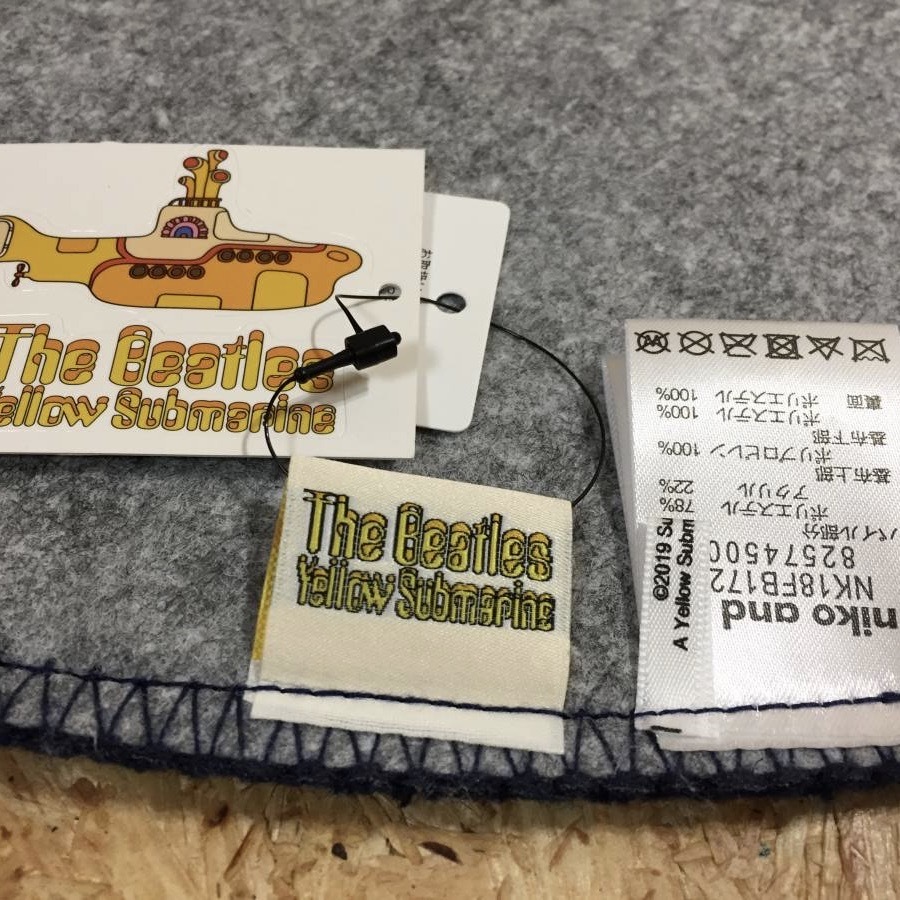 The Beatles
Yellow Submarine
The Beatles
Yellow Submarine
niko and
NK18FB172
8257450
パイル部分
ポリエステル 78%
アクリル 22%
基布上部
ポリプロピレン 100%
基布下部
ポリエステル 100%
裏面 ポリエステル 100%
©2019 Su
A Yellow Subm